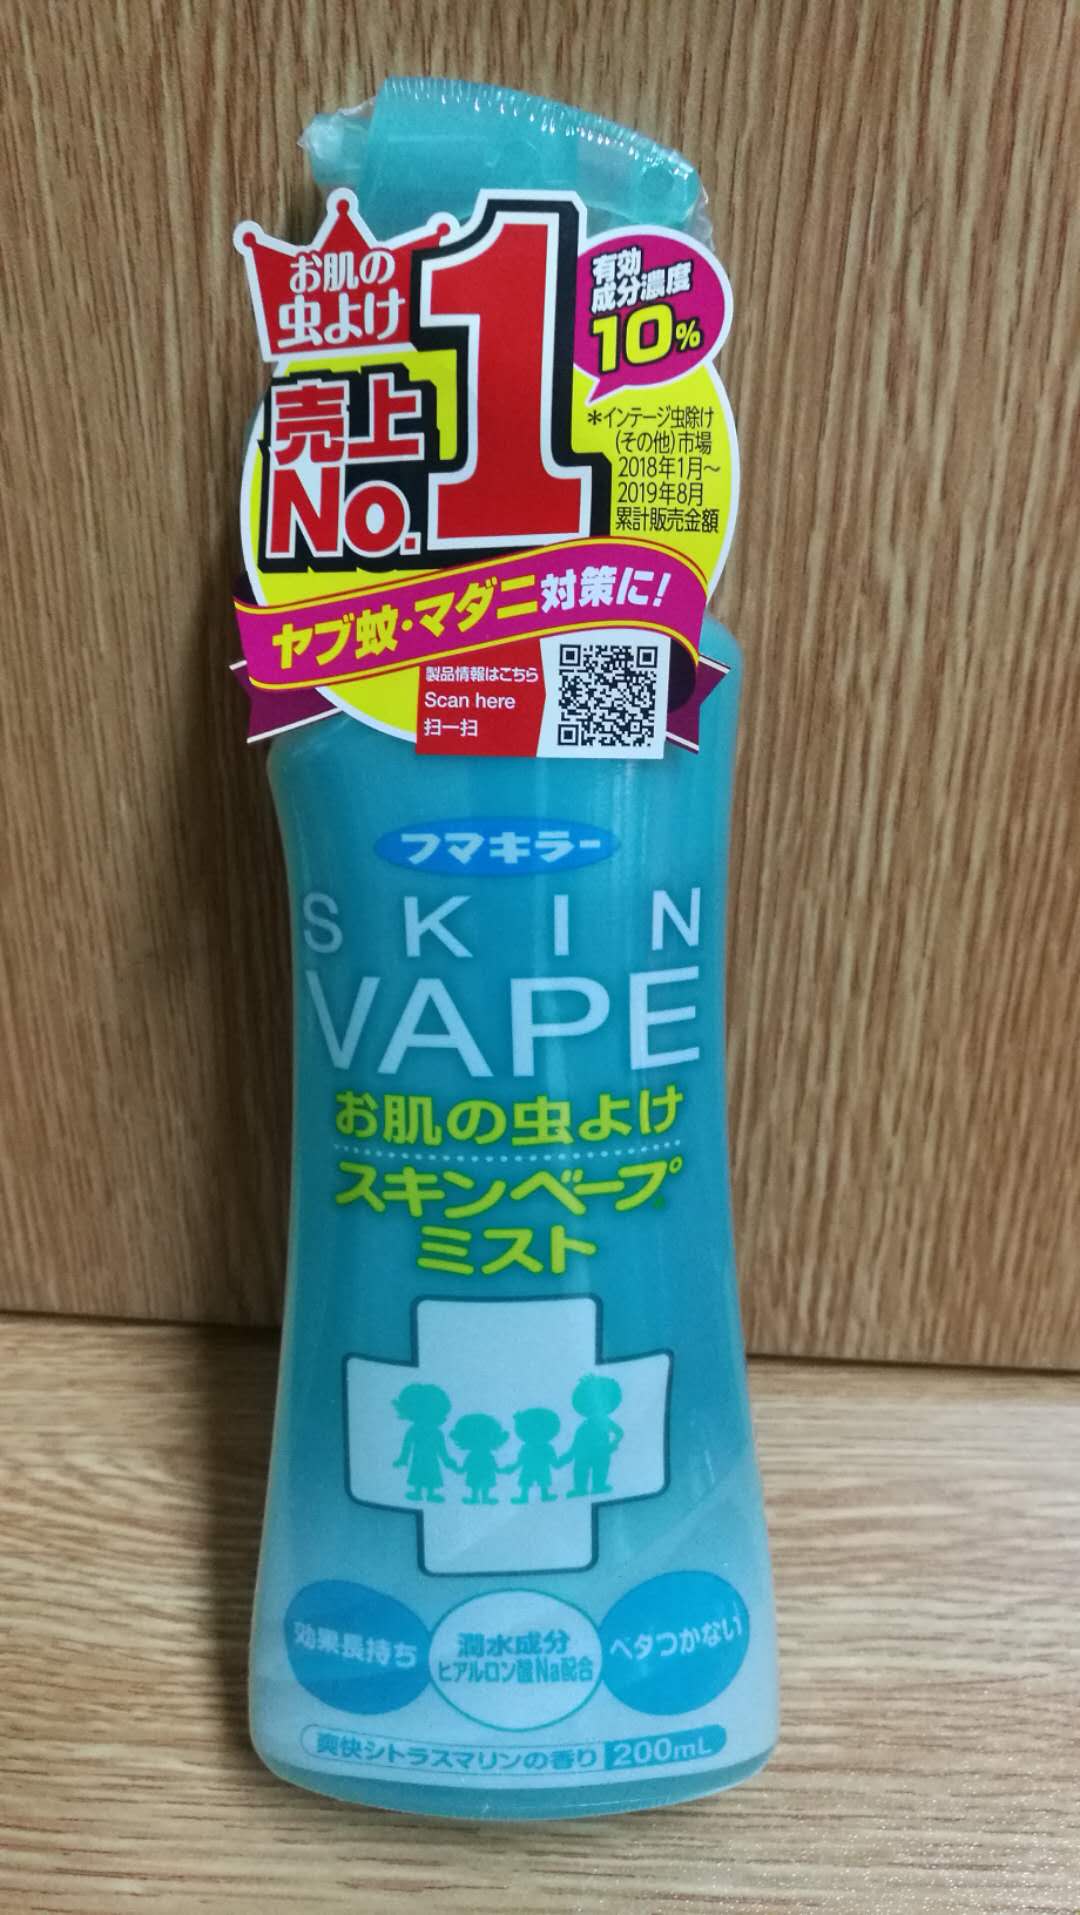 お肌の
虫よけ
売上
No.1
有効
成分濃度
10%
*インテージ虫除け
(その他)市場
2018年1月~
2019年8月
累計販売金額
ヤブ蚊・マダニ対策に!
製品情報はこちら
Scan here
扫一扫
フマキラー
SKIN
VAPE
お肌の虫よけ
スキンベープ
ミスト
効果長持ち
潤水成分
ヒアルロン酸Na配合
ベタつかない
爽快シトラスマリンの香り 200mL